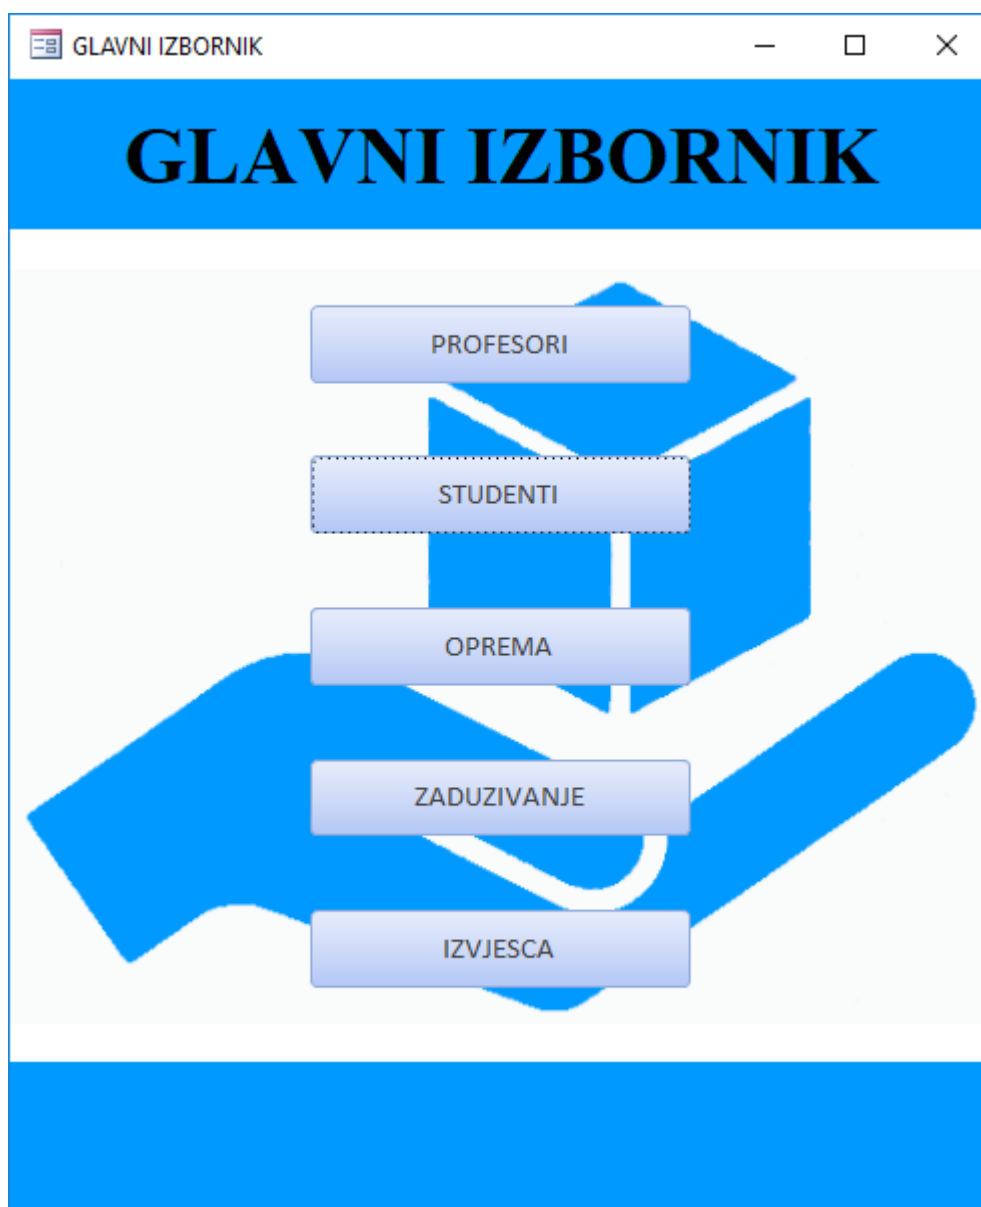 GLAVNI IZBORNIK
GLAVNI IZBORNIK
PROFESORI
STUDENTI
OPREMA
ZADUZIVANJE
IZVJESCA